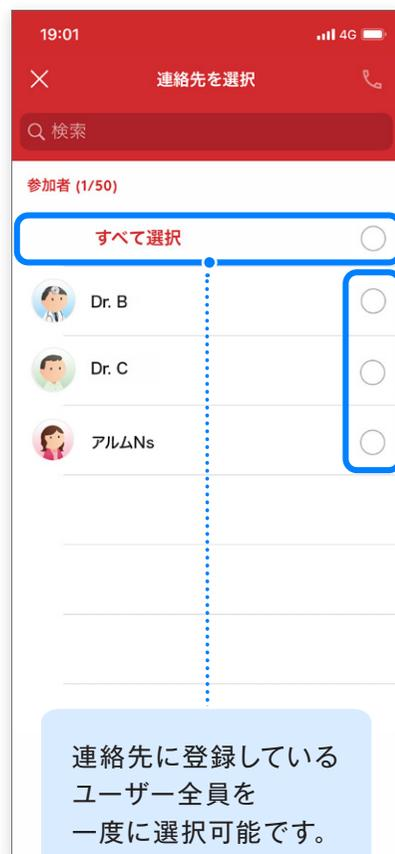 19:01 4G
連絡先を選択
検索
参加者 (1/50)
すべて選択
Dr. B
Dr. C
アルムNs
連絡先に登録している
ユーザー全員を
一度に選択可能です。